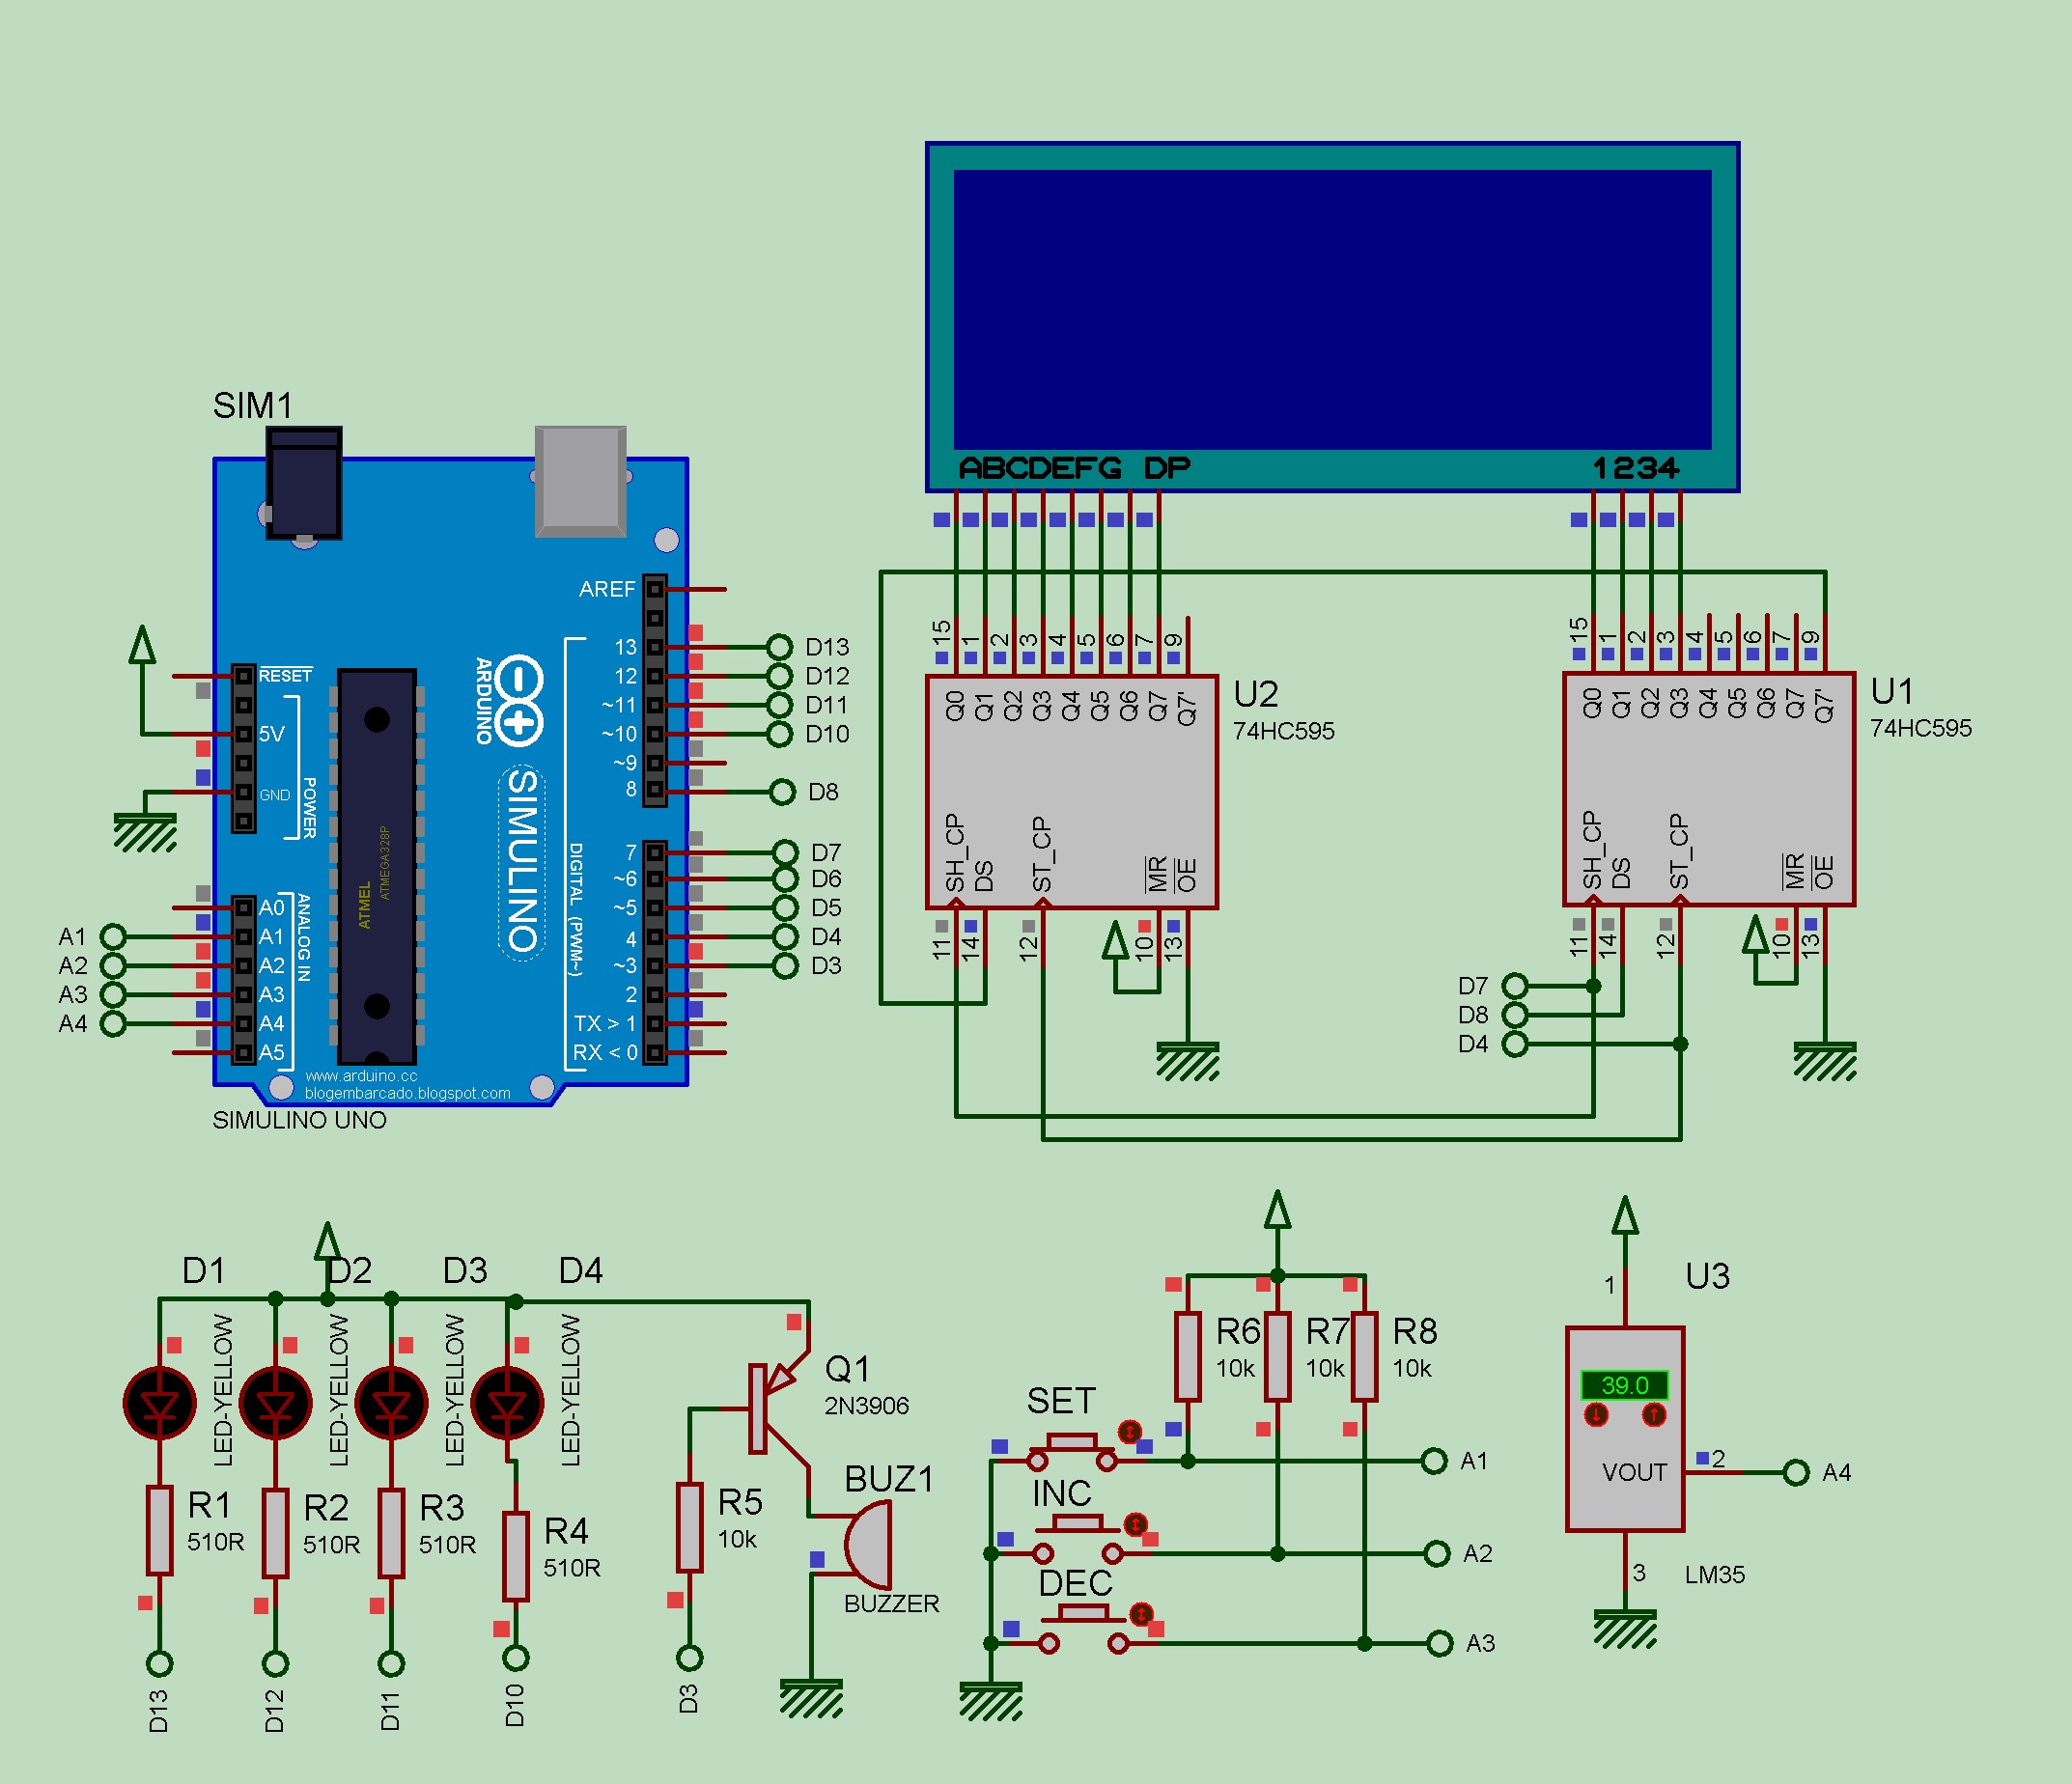 ABCDEFG DP
1234
SIM1
AREF
13
12
~11
~10
~9
8
7
~6
~5
4
~3
2
TX > 1
RX < 0
RESET
5V
GND
POWER
A0
A1
A2
A3
A4
A5
ANALOG IN
ARDUINO
SIMULINO
DIGITAL (PWM~)
ATMEL
ATMEGA328P
www.arduino.cc
blogembarcado.blogspot.com
SIMULINO UNO
A1
A2
A3
A4
D13
D12
D11
D10
D8
D7
D6
D5
D4
D3
15 1 2 3 4 5 6 7 9
Q0 Q1 Q2 Q3 Q4 Q5 Q6 Q7 Q7'
U2
74HC595
SH_CP DS ST_CP MR OE
11 14 12 10 13
15 1 2 3 4 5 6 7 9
Q0 Q1 Q2 Q3 Q4 Q5 Q6 Q7 Q7'
U1
74HC595
SH_CP DS ST_CP MR OE
11 14 12 10 13
D7
D8
D4
D1 D2 D3 D4
LED-YELLOW LED-YELLOW LED-YELLOW LED-YELLOW
R1
510R
R2
510R
R3
510R
R4
510R
D13 D12 D11 D10
Q1
2N3906
R5
10k
D3
BUZ1
BUZZER
R6
10k
R7
10k
R8
10k
SET
A1
INC
A2
DEC
A3
U3
1
39.0
VOUT
2
A4
3
LM35